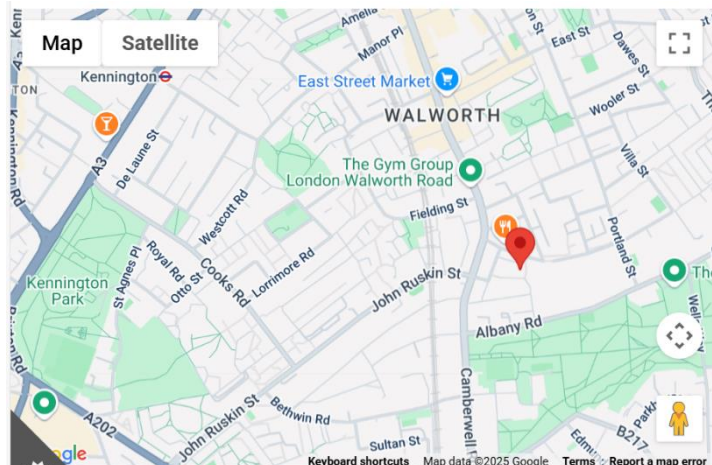 Map
Satellite
Amelia
Manor Pl
East St
Dawes St
Kennington
A3
TON
East Street Market
Wooler St
WALWORTH
Kennington Rd
De Laune St
A3
The Gym Group
London Walworth Road
Villa St
Fielding St
Westcott Rd
Portland St
Royal Rd
St Agnes Pl
Otto St
Cooks Rd
Lorrimore Rd
John Ruskin St
Kennington
Park
Albany Rd
A202
Bethwin Rd
John Ruskin St
Sultan St
B217
Keyboard shortcuts
Map data ©2025 Google
Terms
Report a map error